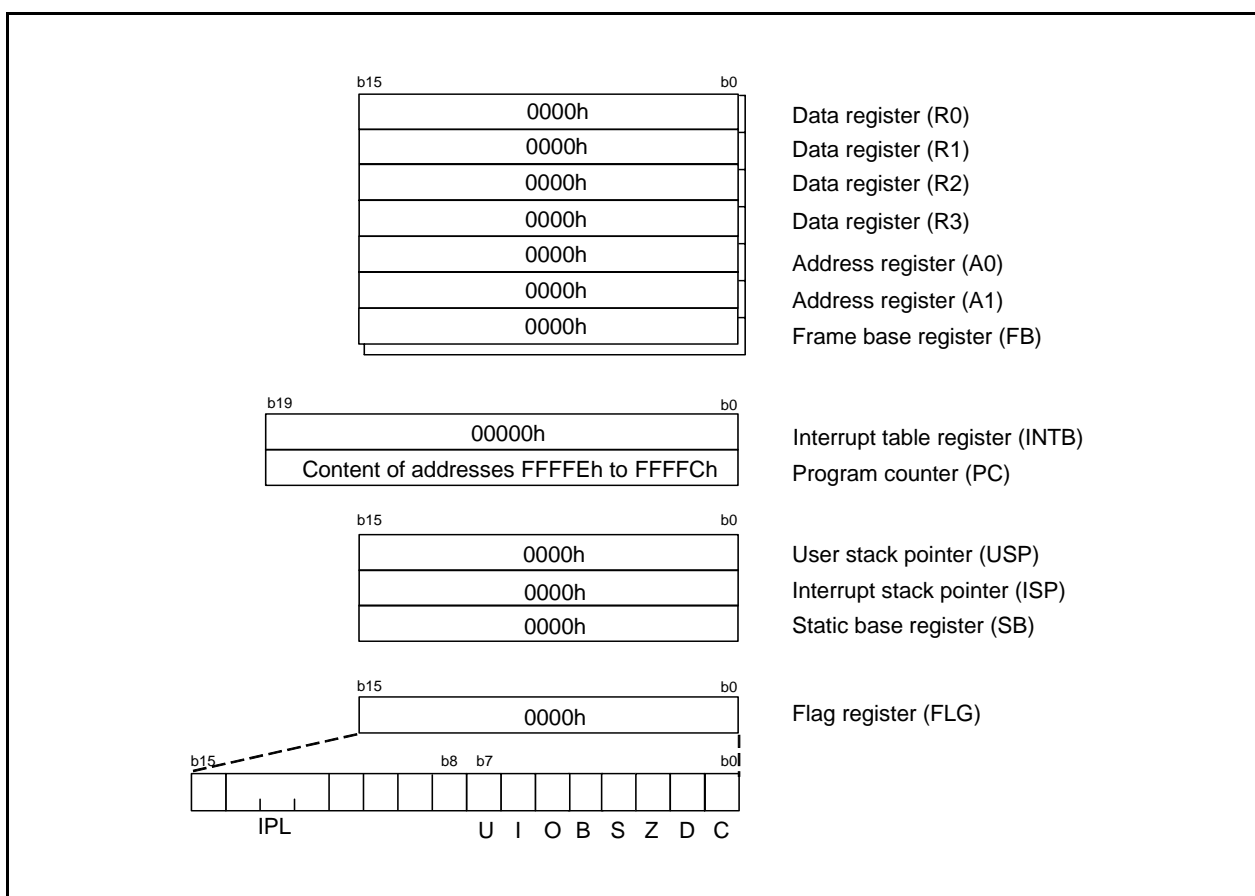 b15 b0
0000h Data register (R0)
0000h Data register (R1)
0000h Data register (R2)
0000h Data register (R3)
0000h Address register (A0)
0000h Address register (A1)
0000h Frame base register (FB)
b19 b0
00000h Interrupt table register (INTB)
Content of addresses FFFFEh to FFFFCh Program counter (PC)
b15 b0
0000h User stack pointer (USP)
0000h Interrupt stack pointer (ISP)
0000h Static base register (SB)
b15 b0
0000h Flag register (FLG)
b15 b8 b7 b0
IPL U I O B S Z D C